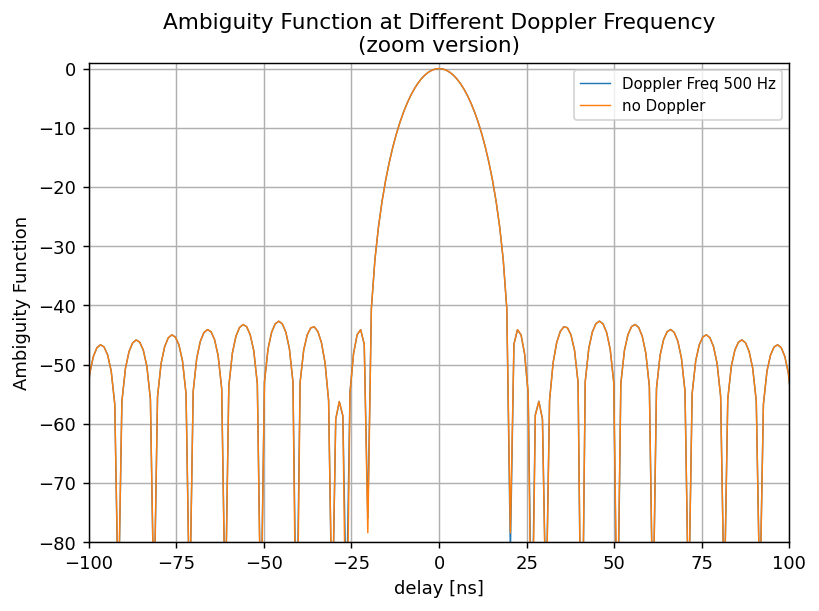 Ambiguity Function at Different Doppler Frequency
(zoom version)
Doppler Freq 500 Hz
no Doppler
Ambiguity Function
0
−10
−20
−30
−40
−50
−60
−70
−80
−100 −75 −50 −25 0 25 50 75 100
delay [ns]